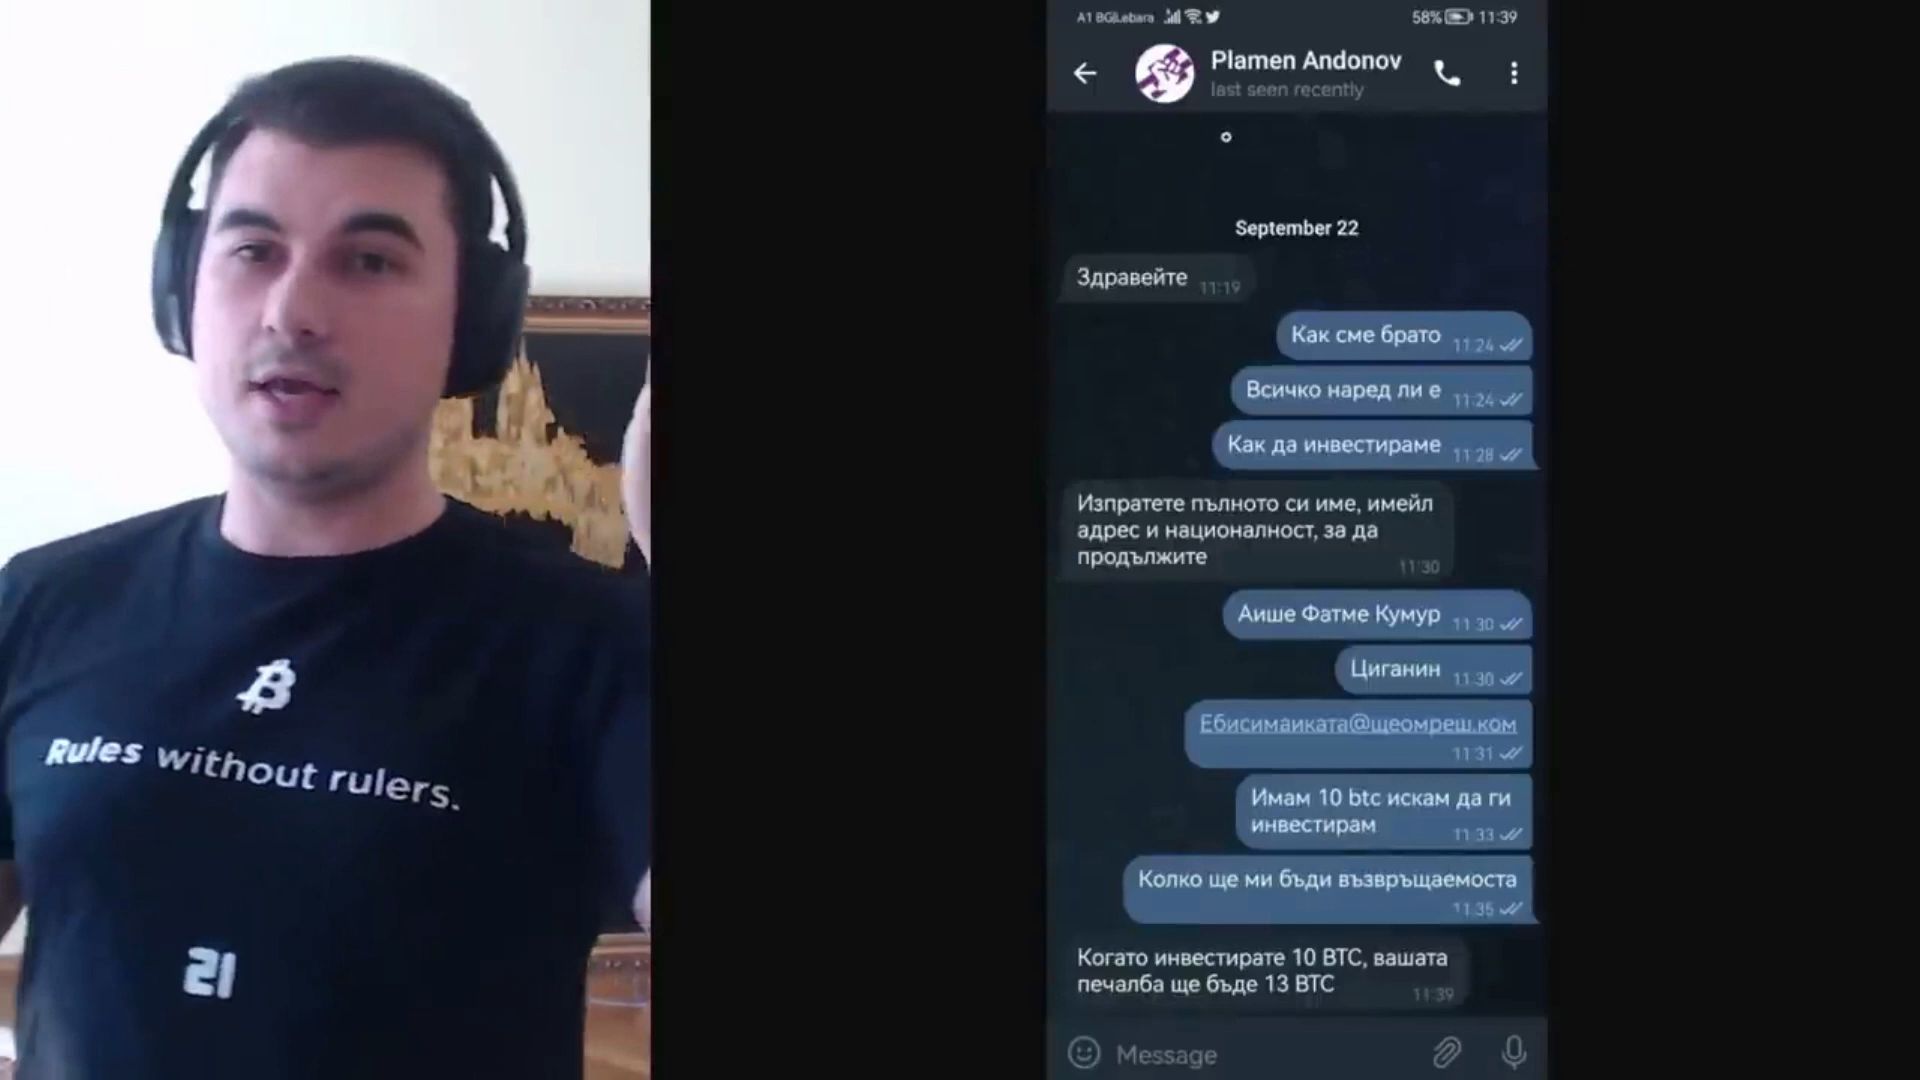 Rules without rulers.
21
A1 BG|Lebara
58% 11:39
Plamen Andonov
last seen recently
September 22
Здравейте 11:19
Как сме брато 11:24
Всичко наред ли е 11:24
Как да инвестираме 11:28
Изпратете пълното си име, имейл
адрес и националност, за да
продължите 11:30
Аише Фатме Кумур 11:30
Циганин 11:30
Ебисимаиката@щеомреш.ком
11:31
Имам 10 btc искам да ги
инвестирам 11:33
Колко ще ми бъди възвръщаемоста
11:35
Когато инвестирате 10 BTC, вашата
печалба ще бъде 13 BTC 11:39
Message